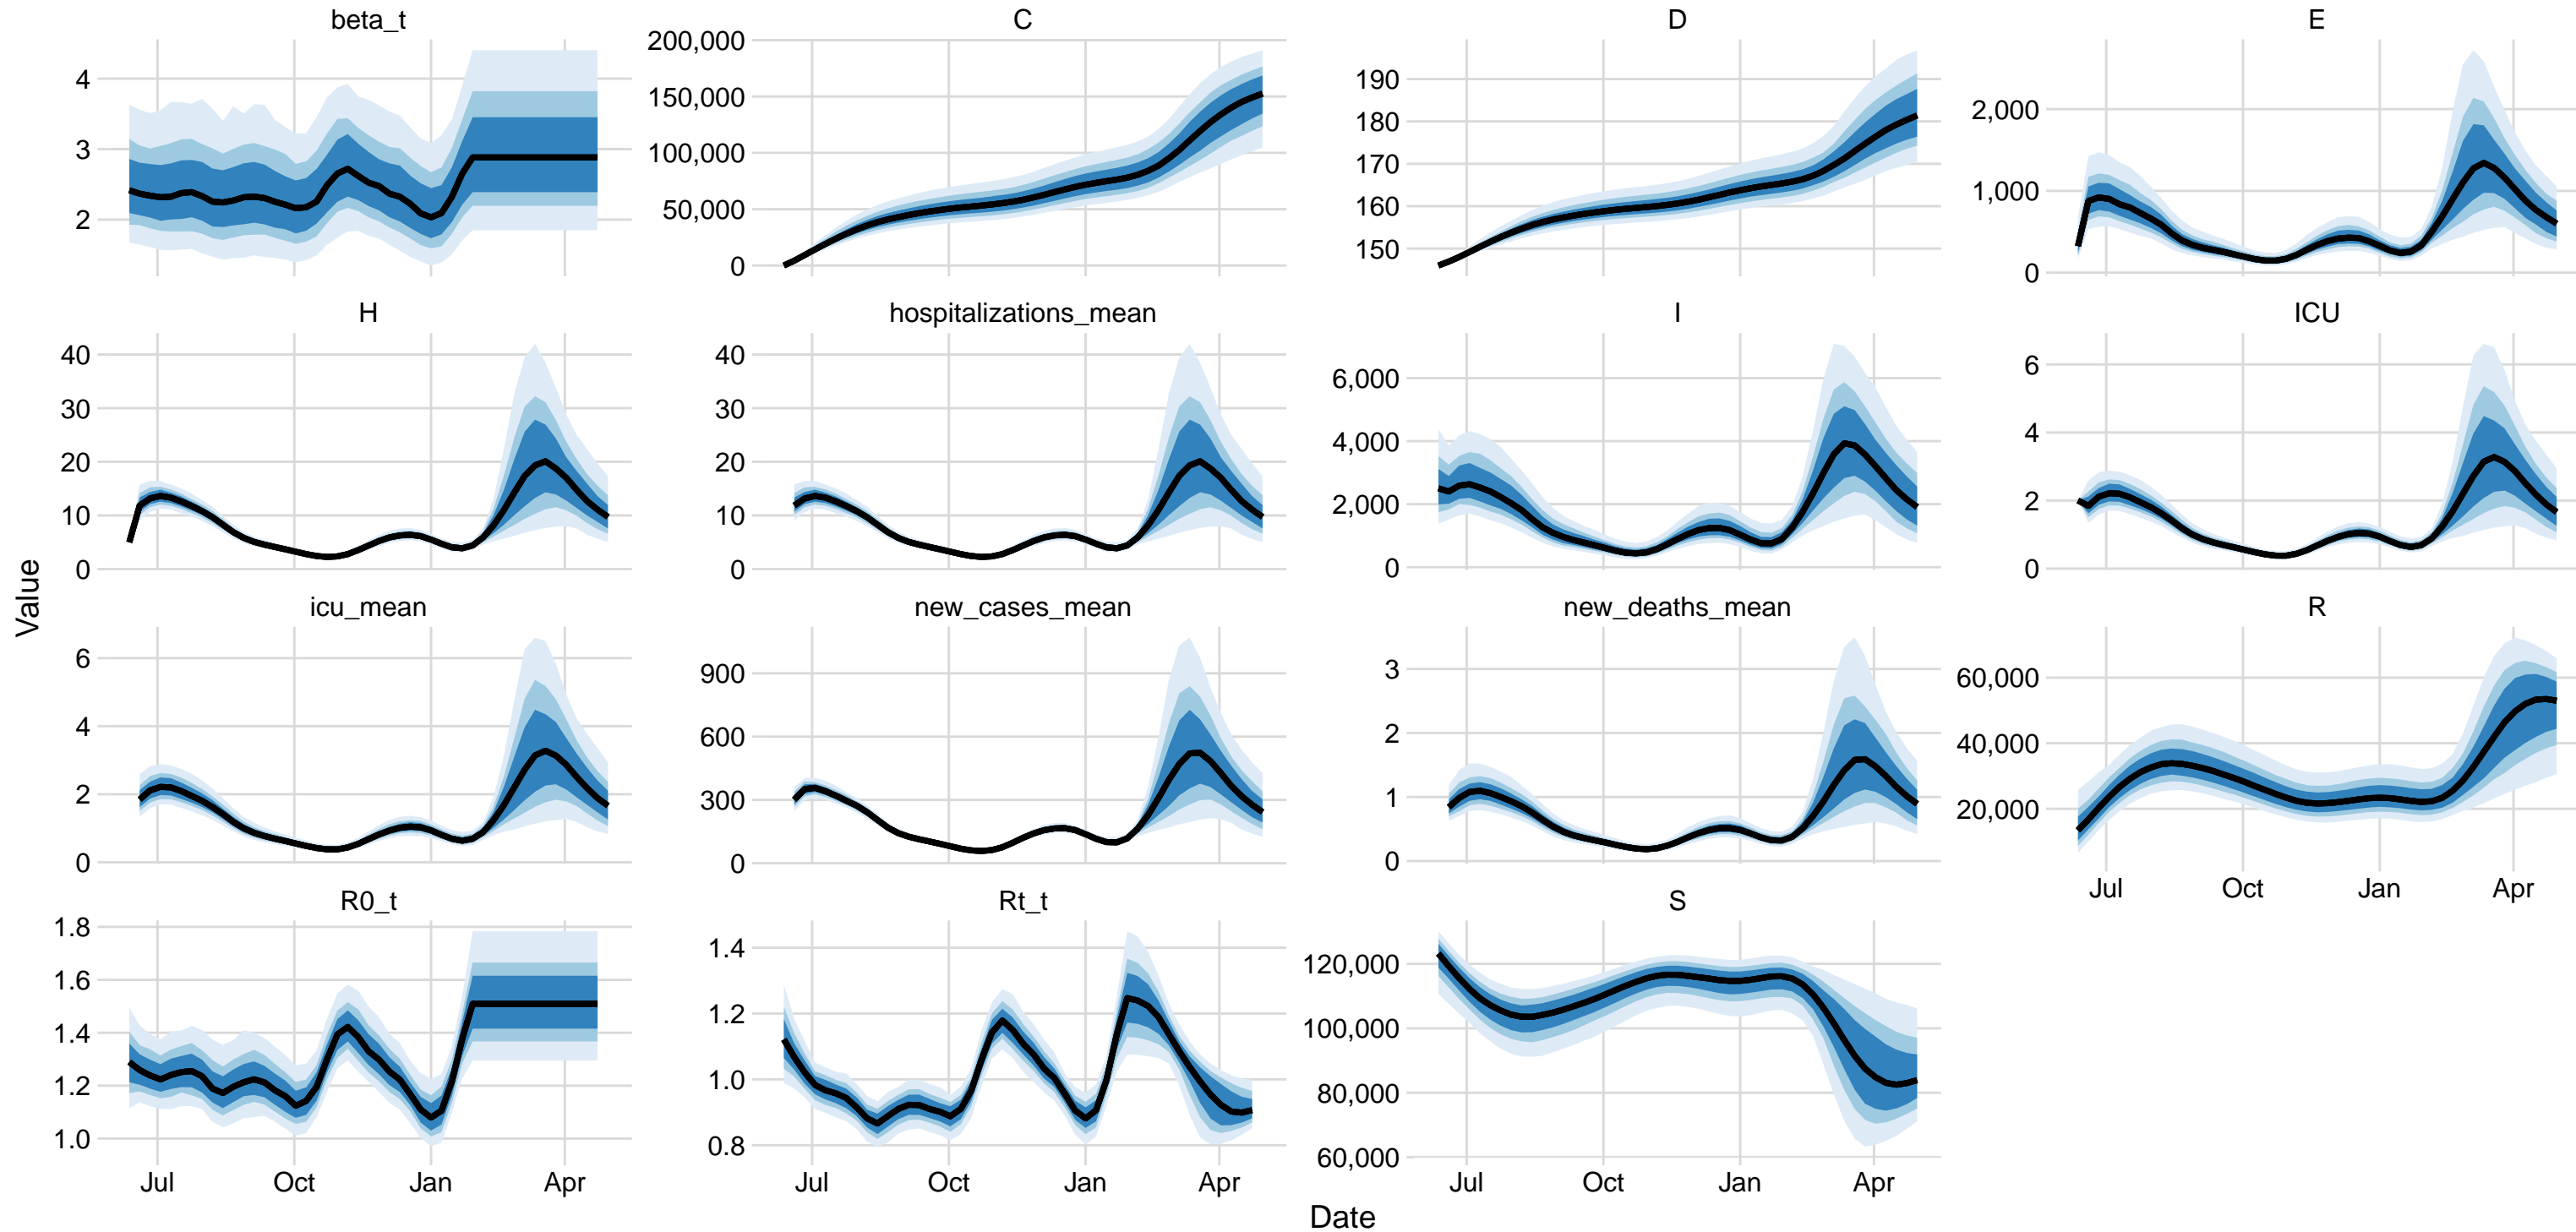 beta_t
4
3
2
C
200,000
150,000
100,000
50,000
0
D
190
180
170
160
150
E
2,000
1,000
0
H
40
30
20
10
0
hospitalizations_mean
40
30
20
10
0
I
6,000
4,000
2,000
0
ICU
6
4
2
0
Value
icu_mean
6
4
2
0
new_cases_mean
900
600
300
0
new_deaths_mean
3
2
1
0
R
60,000
40,000
20,000
Jul Oct Jan Apr
R0_t
1.8
1.6
1.4
1.2
1.0
Jul Oct Jan Apr
Rt_t
1.4
1.2
1.0
0.8
Jul Oct Jan Apr
S
120,000
100,000
80,000
60,000
Jul Oct Jan Apr
Date